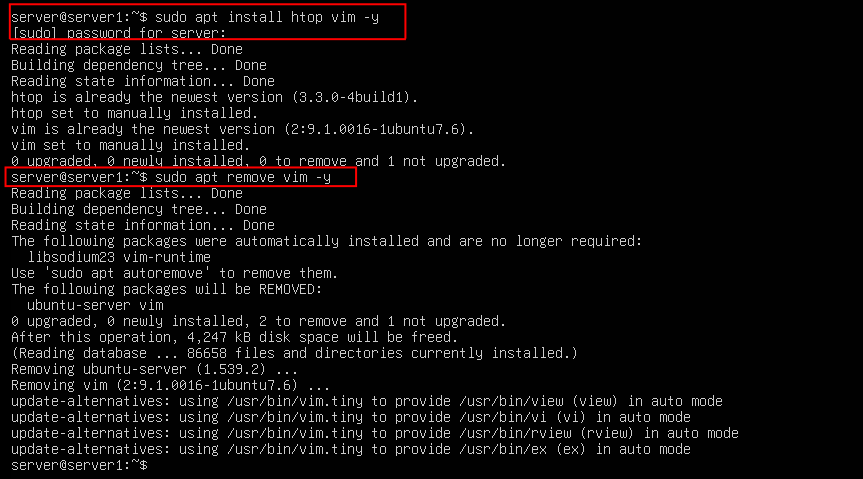 server@server1:~$ sudo apt install htop vim -y
[sudo] password for server:
Reading package lists... Done
Building dependency tree... Done
Reading state information... Done
htop is already the newest version (3.3.0-4build1).
htop set to manually installed.
vim is already the newest version (2:9.1.0016-1ubuntu7.6).
vim set to manually installed.
0 upgraded, 0 newly installed, 0 to remove and 1 not upgraded.
server@server1:~$ sudo apt remove vim -y
Reading package lists... Done
Building dependency tree... Done
Reading state information... Done
The following packages were automatically installed and are no longer required:
  libsodium23 vim-runtime
Use 'sudo apt autoremove' to remove them.
The following packages will be REMOVED:
  ubuntu-server vim
0 upgraded, 0 newly installed, 2 to remove and 1 not upgraded.
After this operation, 4,247 kB disk space will be freed.
(Reading database ... 86658 files and directories currently installed.)
Removing ubuntu-server (1.539.2) ...
Removing vim (2:9.1.0016-1ubuntu7.6) ...
update-alternatives: using /usr/bin/vim.tiny to provide /usr/bin/view (view) in auto mode
update-alternatives: using /usr/bin/vim.tiny to provide /usr/bin/vi (vi) in auto mode
update-alternatives: using /usr/bin/vim.tiny to provide /usr/bin/rview (rview) in auto mode
update-alternatives: using /usr/bin/vim.tiny to provide /usr/bin/ex (ex) in auto mode
server@server1:~$